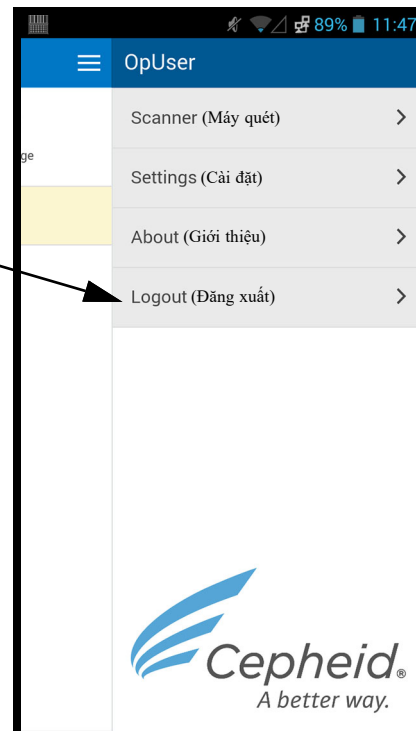 89% 11:47
OpUser
Scanner (Máy quét)
ge
Settings (Cài đặt)
About (Giới thiệu)
Logout (Đăng xuất)
Cepheid®
A better way.